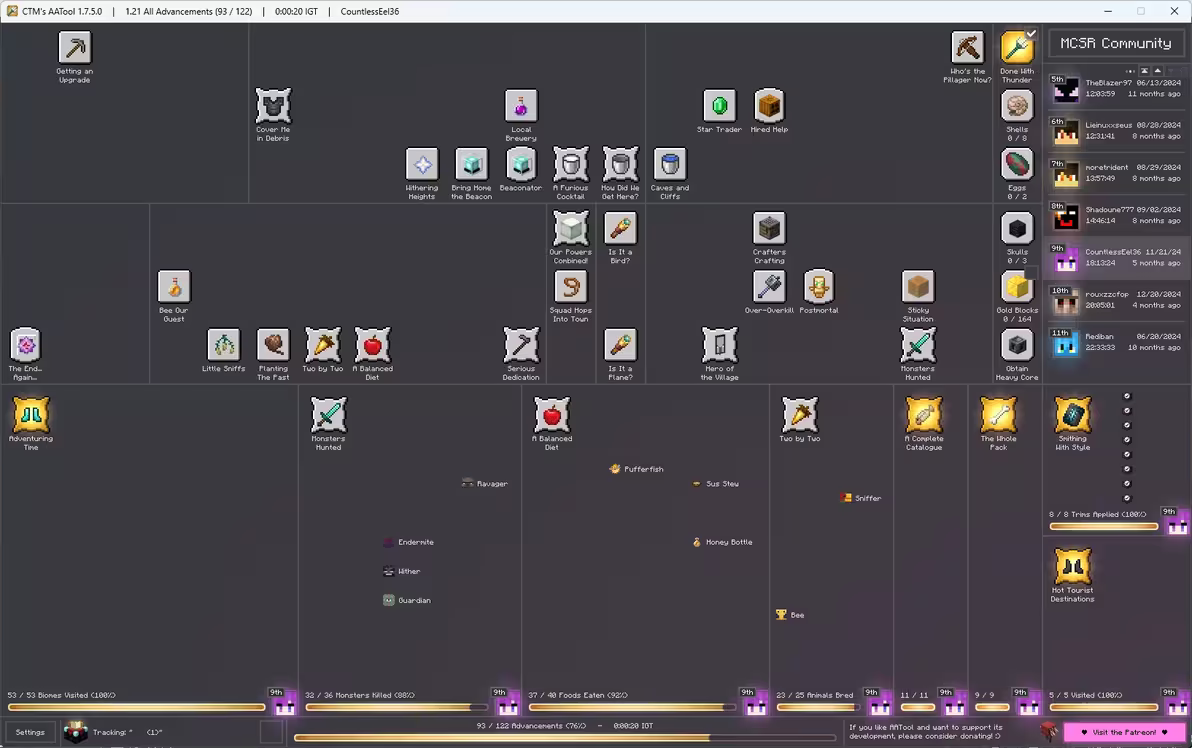 CTM's AATool 1.7.5.0 | 1.21 All Advancements (93 / 122) | 0:00:20 IGT | CountlessEel36
Getting an
Upgrade
Who's the
Pillager Now?
Done With
Thunder
Cover Me
in Debris
Local
Brewery
Star Trader
Hired Help
Shells
0 / 8
Withering
Heights
Bring Home
the Beacon
Beaconator
A Furious
Cocktail
How Did We
Get Here?
Caves and
Cliffs
Eggs
0 / 2
Our Powers
Combined!
Is It a
Bird?
Crafters
Crafting
Skulls
0 / 3
Bee Our
Guest
Squad Hops
Into Town
Over-Overkill
Postmortal
Sticky
Situation
Gold Blocks
0 / 164
The End...
Again...
Little Sniffs
Planting
The Past
Two by Two
A Balanced
Diet
Serious
Dedication
Is It a
Plane?
Hero of
the Village
Monsters
Hunted
Obtain
Heavy Core
MCSR Community
5th TheBlazer97 06/13/2024
12:03:59 11 months ago
6th Lieinuxxseus 08/28/2024
12:31:41 8 months ago
7th moretrident 08/29/2024
13:57:49 8 months ago
8th Shadoune777 09/02/2024
14:46:14 8 months ago
9th CountlessEel36 11/21/24
18:13:24 5 months ago
10th rouxzzcfop 12/20/2024
20:05:01 4 months ago
11th Rediban 06/20/2024
22:33:33 10 months ago
Adventuring
Time
53 / 53 Biomes Visited (100%)
9th
Monsters
Hunted
Ravager
Endermite
Wither
Guardian
32 / 36 Monsters Killed (88%)
9th
A Balanced
Diet
Pufferfish
Sus Stew
Honey Bottle
37 / 40 Foods Eaten (92%)
9th
Two by Two
Sniffer
Bee
23 / 25 Animals Bred
9th
A Complete
Catalogue
11 / 11
9th
The Whole
Pack
9 / 9
9th
Smithing
With Style
8 / 8 Trims Applied (100%)
9th
Hot Tourist
Destinations
5 / 5 Visited (100%)
9th
Settings
Tracking: " (1)"
93 / 122 Advancements (76%) - 0:00:20 IGT
If you like AATool and want to support its
development, please consider donating! :)
♥ Visit the Patreon! ♥